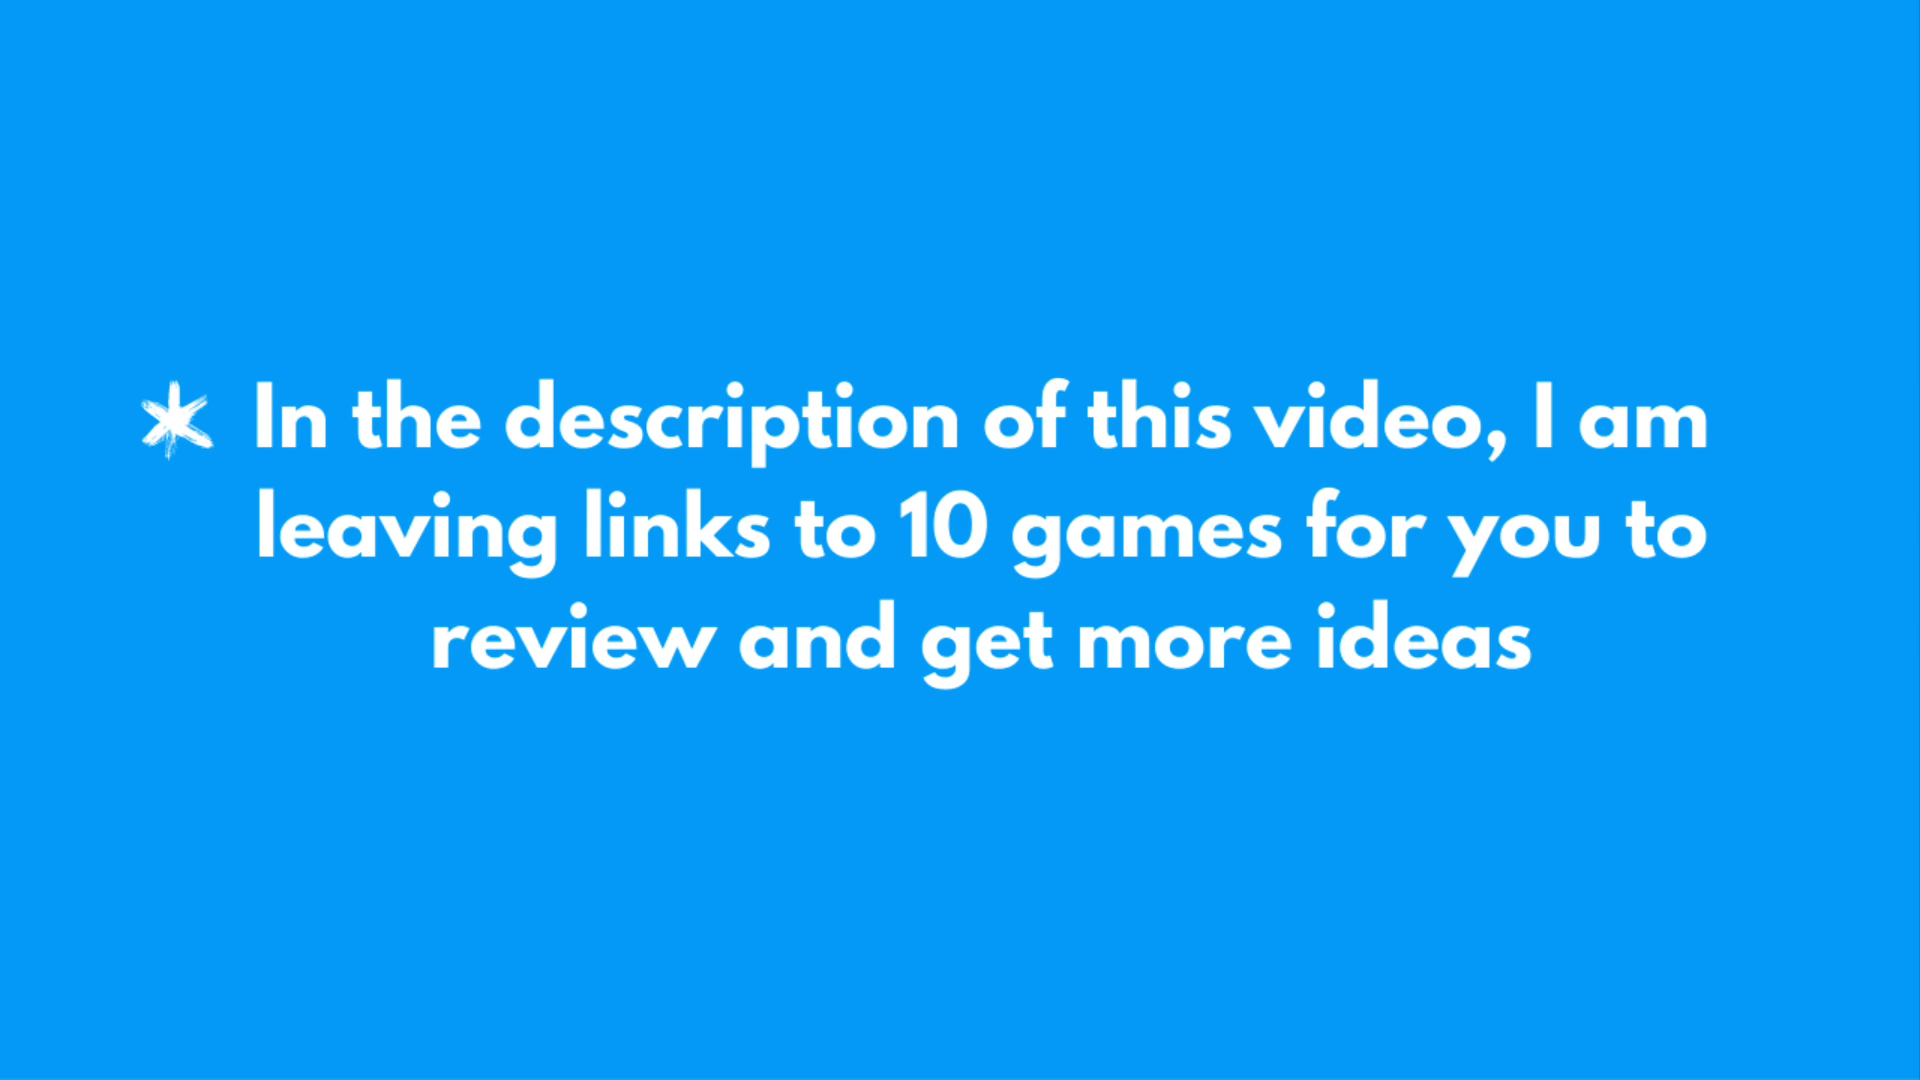 * In the description of this video, I am
leaving links to 10 games for you to
review and get more ideas